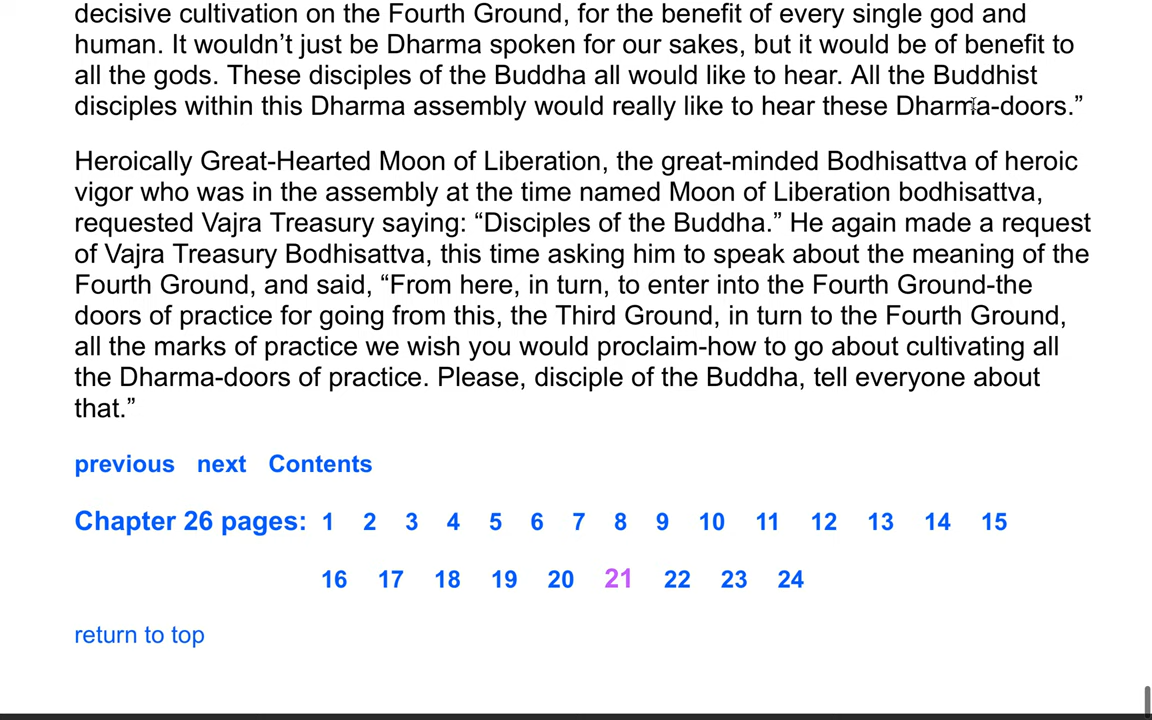 decisive cultivation on the Fourth Ground, for the benefit of every single god and
human. It wouldn’t just be Dharma spoken for our sakes, but it would be of benefit to
all the gods. These disciples of the Buddha all would like to hear. All the Buddhist
disciples within this Dharma assembly would really like to hear these Dharma-doors.”
Heroically Great-Hearted Moon of Liberation, the great-minded Bodhisattva of heroic
vigor who was in the assembly at the time named Moon of Liberation bodhisattva,
requested Vajra Treasury saying: “Disciples of the Buddha.” He again made a request
of Vajra Treasury Bodhisattva, this time asking him to speak about the meaning of the
Fourth Ground, and said, “From here, in turn, to enter into the Fourth Ground-the
doors of practice for going from this, the Third Ground, in turn to the Fourth Ground,
all the marks of practice we wish you would proclaim-how to go about cultivating all
the Dharma-doors of practice. Please, disciple of the Buddha, tell everyone about
that.”
previous next Contents
Chapter 26 pages: 1 2 3 4 5 6 7 8 9 10 11 12 13 14 15
16 17 18 19 20 21 22 23 24
return to top